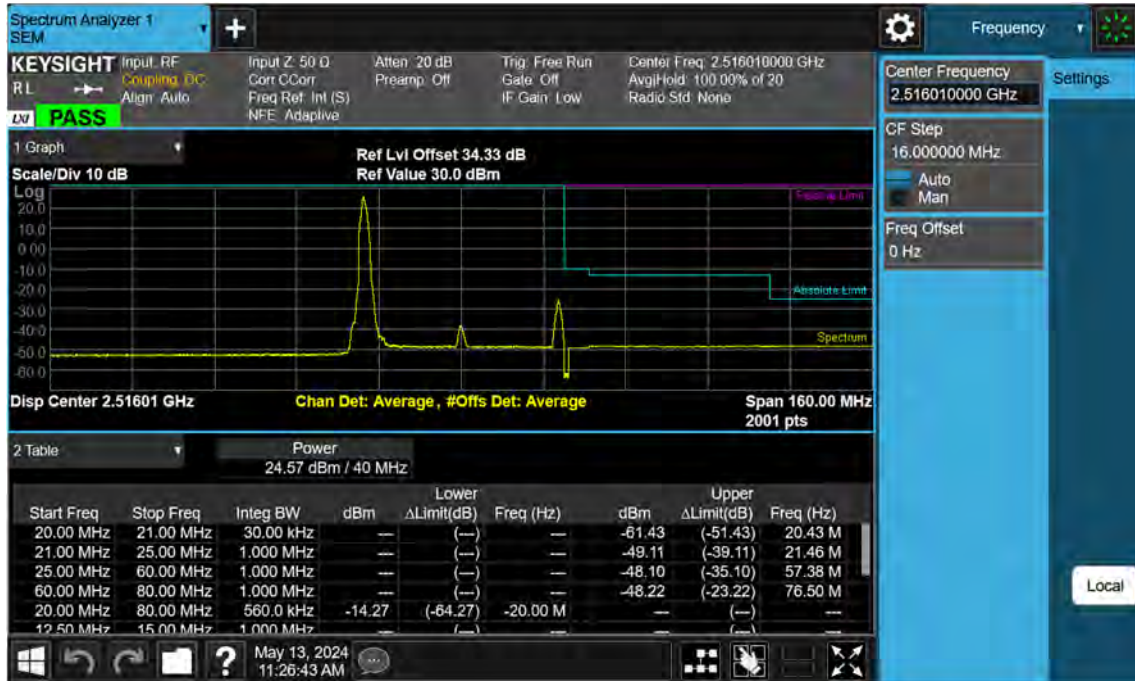 Spectrum Analyzer 1
SEM
Frequency
KEYSIGHT
R L
LXI
PASS
Input: RF
Coupling: DC
Align: Auto
Input Z: 50 Ω
Corr CCorr
Freq Ref: Int (S)
NFE: Adaptive
Atten: 20 dB
Preamp: Off
Trig: Free Run
Gate: Off
IF Gain: Low
Center Freq: 2.516010000 GHz
Avg|Hold: 100.00% of 20
Radio Std: None
Center Frequency
2.516010000 GHz
Settings
CF Step
16.000000 MHz
Auto
Man
Freq Offset
0 Hz
1 Graph
Scale/Div 10 dB
Ref Lvl Offset 34.33 dB
Ref Value 30.0 dBm
Log
20.0
10.0
0.00
-10.0
-20.0
-30.0
-40.0
-50.0
-60.0
Absolute Limit
Spectrum
Disp Center 2.51601 GHz
Chan Det: Average, #Offs Det: Average
Span 160.00 MHz
2001 pts
2 Table
Power
24.57 dBm / 40 MHz
Lower Upper
Start Freq Stop Freq Integ BW dBm ΔLimit(dB) Freq (Hz) dBm ΔLimit(dB) Freq (Hz)
20.00 MHz 21.00 MHz 30.00 kHz --- (---) --- -61.43 (-51.43) 20.43 M
21.00 MHz 25.00 MHz 1.000 MHz --- (---) --- -49.11 (-39.11) 21.46 M
25.00 MHz 60.00 MHz 1.000 MHz --- (---) --- -48.10 (-35.10) 57.38 M
60.00 MHz 80.00 MHz 1.000 MHz --- (---) --- -48.22 (-23.22) 76.50 M
20.00 MHz 80.00 MHz 560.0 kHz -14.27 (-64.27) -20.00 M --- (---) ---
12.50 MHz 15.00 MHz 1.000 MHz --- (---) --- --- (---) ---
Local
?
May 13, 2024
11:26:43 AM